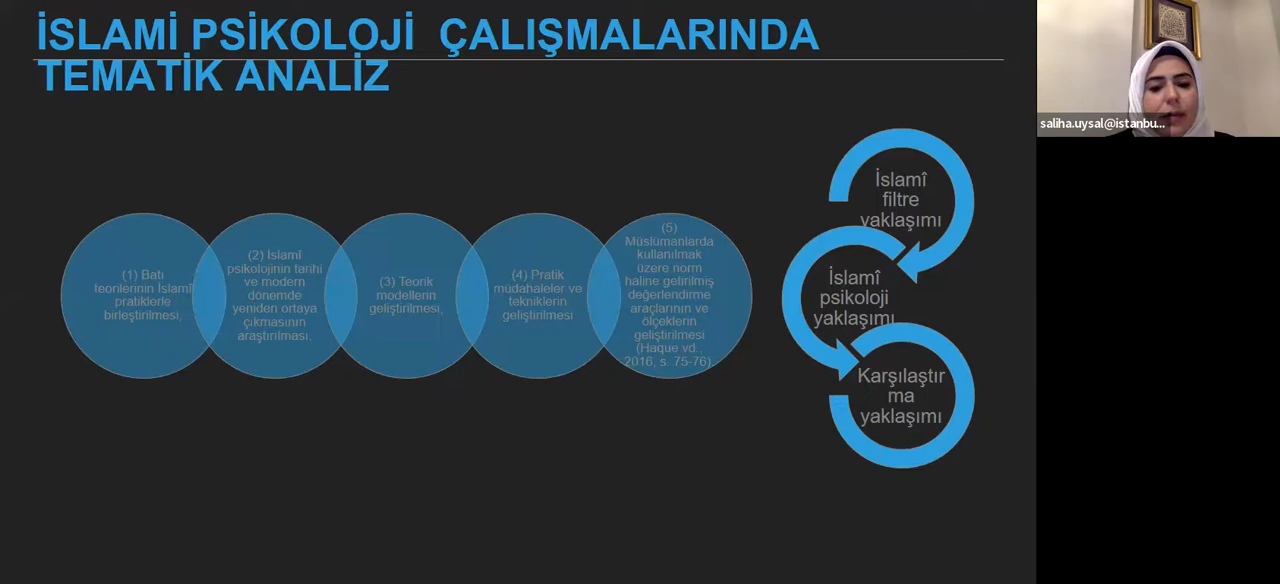 İSLAMİ PSİKOLOJİ ÇALIŞMALARINDA
TEMATİK ANALİZ
(1) Batı
teorilerinin İslamî
pratiklerle
birleştirilmesi,
(2) İslamî
psikolojinin tarihi
ve modern
dönemde
yeniden ortaya
çıkmasının
araştırılması,
(3) Teorik
modellerin
geliştirilmesi,
(4) Pratik
müdahaleler ve
tekniklerin
geliştirilmesi
(5)
Müslümanlarda
kullanılmak
üzere norm
haline getirilmiş
değerlendirme
araçlarının ve
ölçeklerin
geliştirilmesi
(Haque vd.,
2016, s. 75-76).
İslamî
filtre
yaklaşımı
İslamî
psikoloji
yaklaşımı
Karşılaştır
ma
yaklaşımı
saliha.uysal@istanbu...